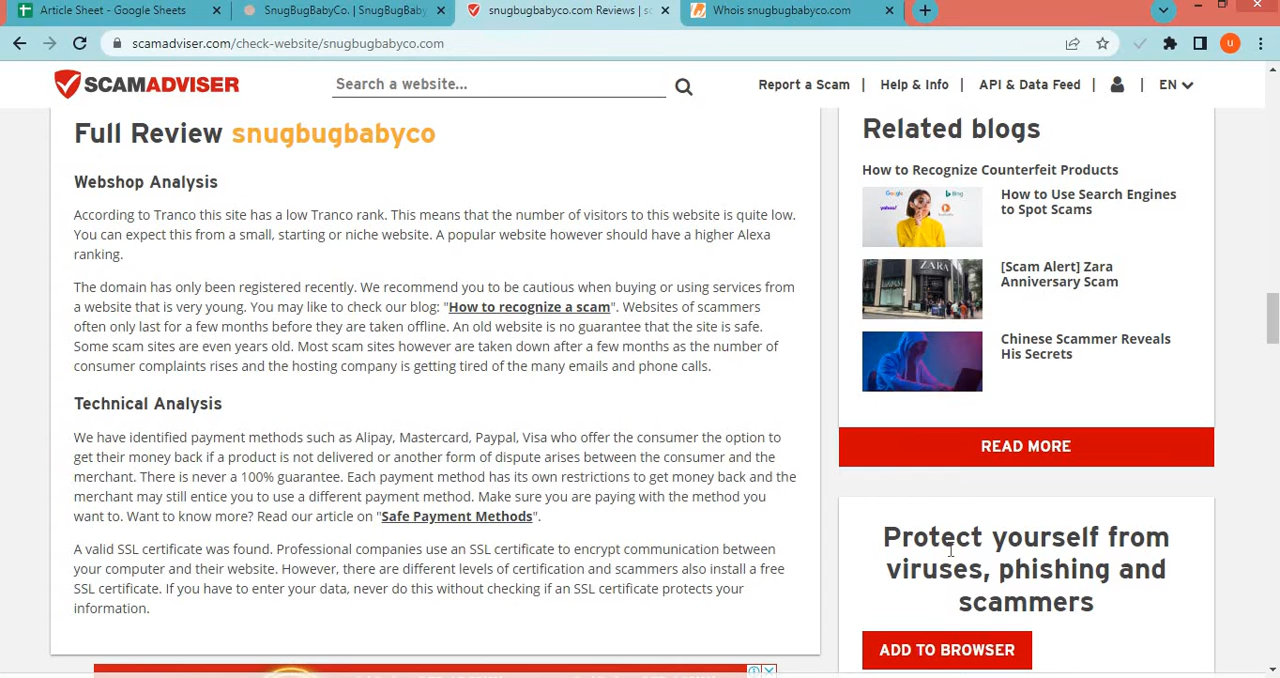 Article Sheet - Google Sheets
SnugBugBabyCo. | SnugBugBaby
snugbugbabyco.com Reviews | sc
Whois snugbugbabyco.com
scamadviser.com/check-website/snugbugbabyco.com
u
SCAMADVISER
Search a website...
Report a Scam | Help & Info | API & Data Feed | | EN
Full Review snugbugbabyco
Webshop Analysis
According to Tranco this site has a low Tranco rank. This means that the number of visitors to this website is quite low.
You can expect this from a small, starting or niche website. A popular website however should have a higher Alexa
ranking.
The domain has only been registered recently. We recommend you to be cautious when buying or using services from
a website that is very young. You may like to check our blog: "How to recognize a scam". Websites of scammers
often only last for a few months before they are taken offline. An old website is no guarantee that the site is safe.
Some scam sites are even years old. Most scam sites however are taken down after a few months as the number of
consumer complaints rises and the hosting company is getting tired of the many emails and phone calls.
Technical Analysis
We have identified payment methods such as Alipay, Mastercard, Paypal, Visa who offer the consumer the option to
get their money back if a product is not delivered or another form of dispute arises between the consumer and the
merchant. There is never a 100% guarantee. Each payment method has its own restrictions to get money back and the
merchant may still entice you to use a different payment method. Make sure you are paying with the method you
want to. Want to know more? Read our article on "Safe Payment Methods".
A valid SSL certificate was found. Professional companies use an SSL certificate to encrypt communication between
your computer and their website. However, there are different levels of certification and scammers also install a free
SSL certificate. If you have to enter your data, never do this without checking if an SSL certificate protects your
information.
Related blogs
How to Recognize Counterfeit Products
Google
Bing
yahoo!
How to Use Search Engines
to Spot Scams
ZARA
[Scam Alert] Zara
Anniversary Scam
Chinese Scammer Reveals
His Secrets
READ MORE
Protect yourself from
viruses, phishing and
scammers
ADD TO BROWSER